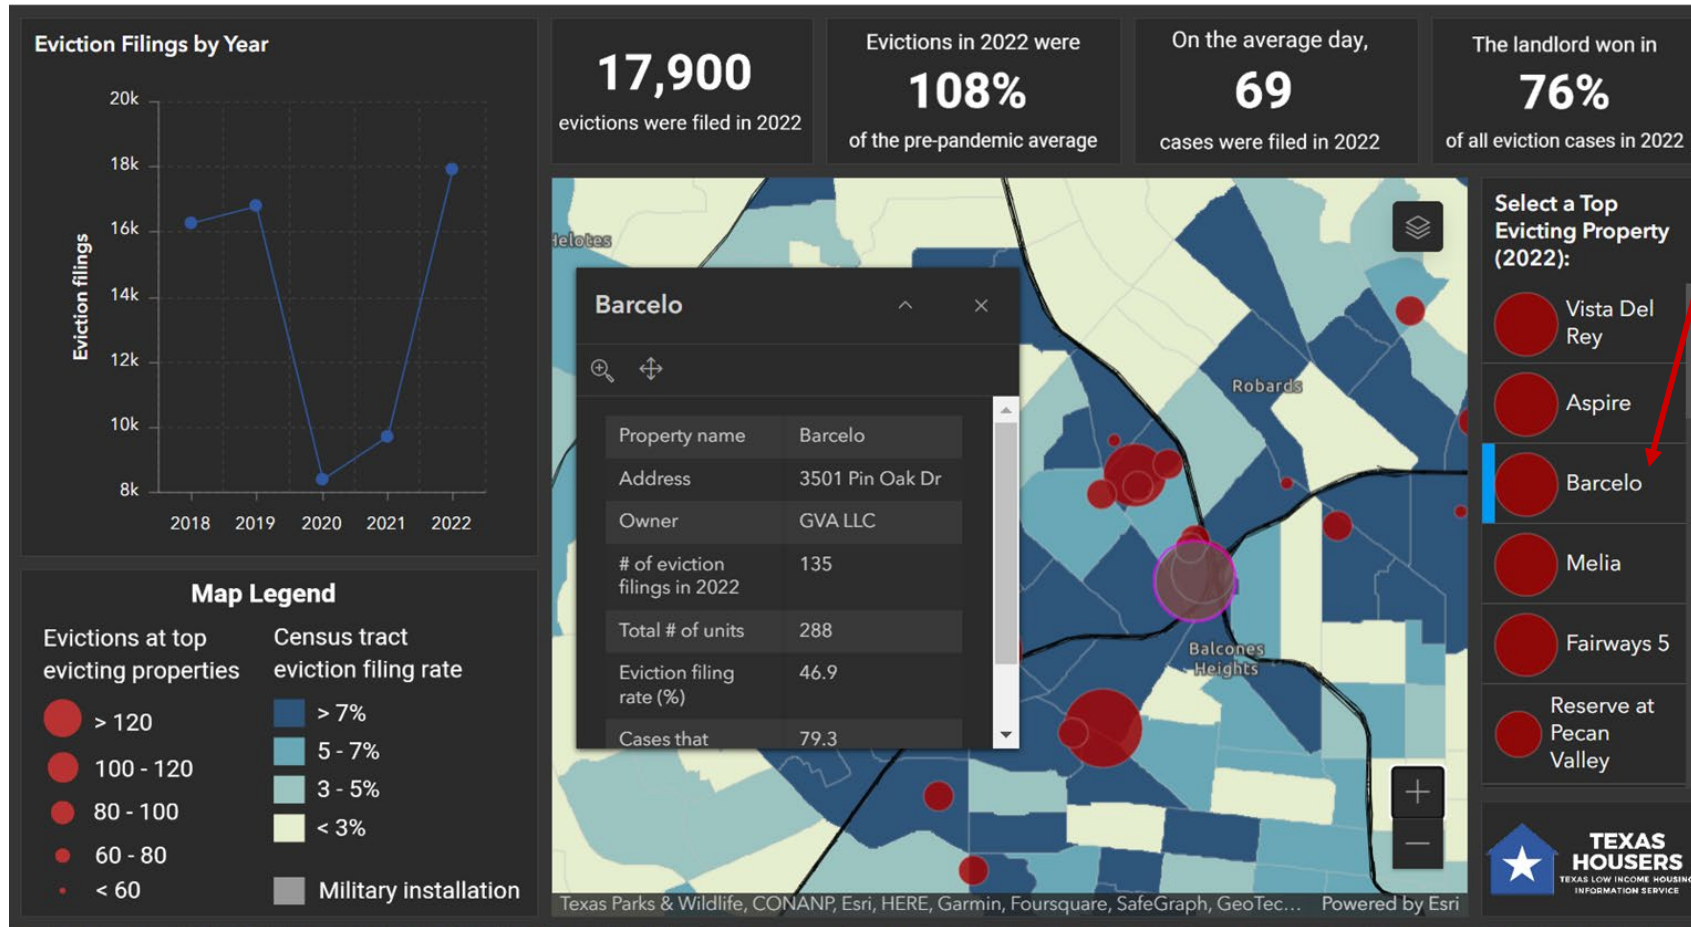 Eviction Filings by Year
20k
18k
16k
14k
12k
10k
8k
Eviction filings
2018 2019 2020 2021 2022
17,900
evictions were filed in 2022
Evictions in 2022 were
108%
of the pre-pandemic average
On the average day,
69
cases were filed in 2022
The landlord won in
76%
of all eviction cases in 2022
Map Legend
Evictions at top
evicting properties
> 120
100 - 120
80 - 100
60 - 80
< 60
Census tract
eviction filing rate
> 7%
5 - 7%
3 - 5%
< 3%
Military installation
Helotes
Robards
Balcones
Heights
Barcelo
Property name Barcelo
Address 3501 Pin Oak Dr
Owner GVA LLC
# of eviction
filings in 2022 135
Total # of units 288
Eviction filing
rate (%) 46.9
Cases that 79.3
Texas Parks & Wildlife, CONANP, Esri, HERE, Garmin, Foursquare, SafeGraph, GeoTec... Powered by Esri
Select a Top
Evicting Property
(2022):
Vista Del
Rey
Aspire
Barcelo
Melia
Fairways 5
Reserve at
Pecan
Valley
TEXAS
HOUSERS
TEXAS LOW INCOME HOUSING
INFORMATION SERVICE